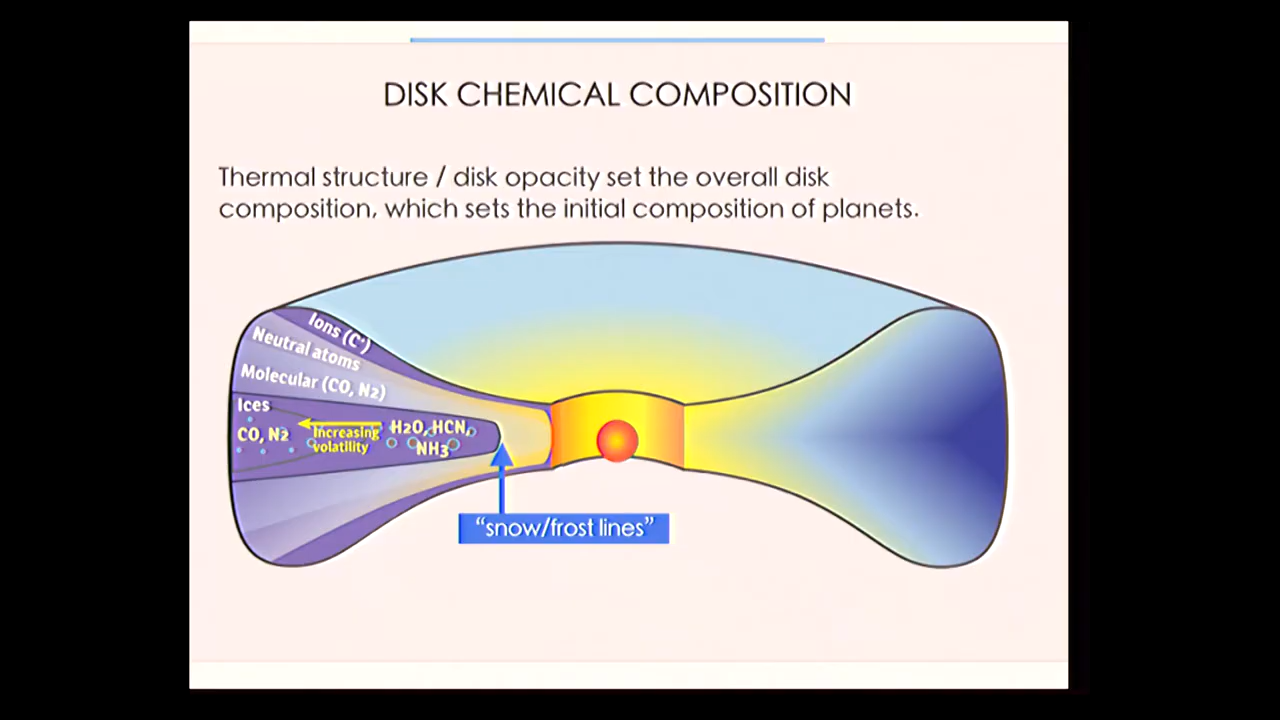 DISK CHEMICAL COMPOSITION
Thermal structure / disk opacity set the overall disk
composition, which sets the initial composition of planets.
Ions (C⁺)
Neutral atoms
Molecular (CO, N2)
Ices
CO, N2
Increasing
volatility
H2O, HCN,
NH3
"snow/frost lines"